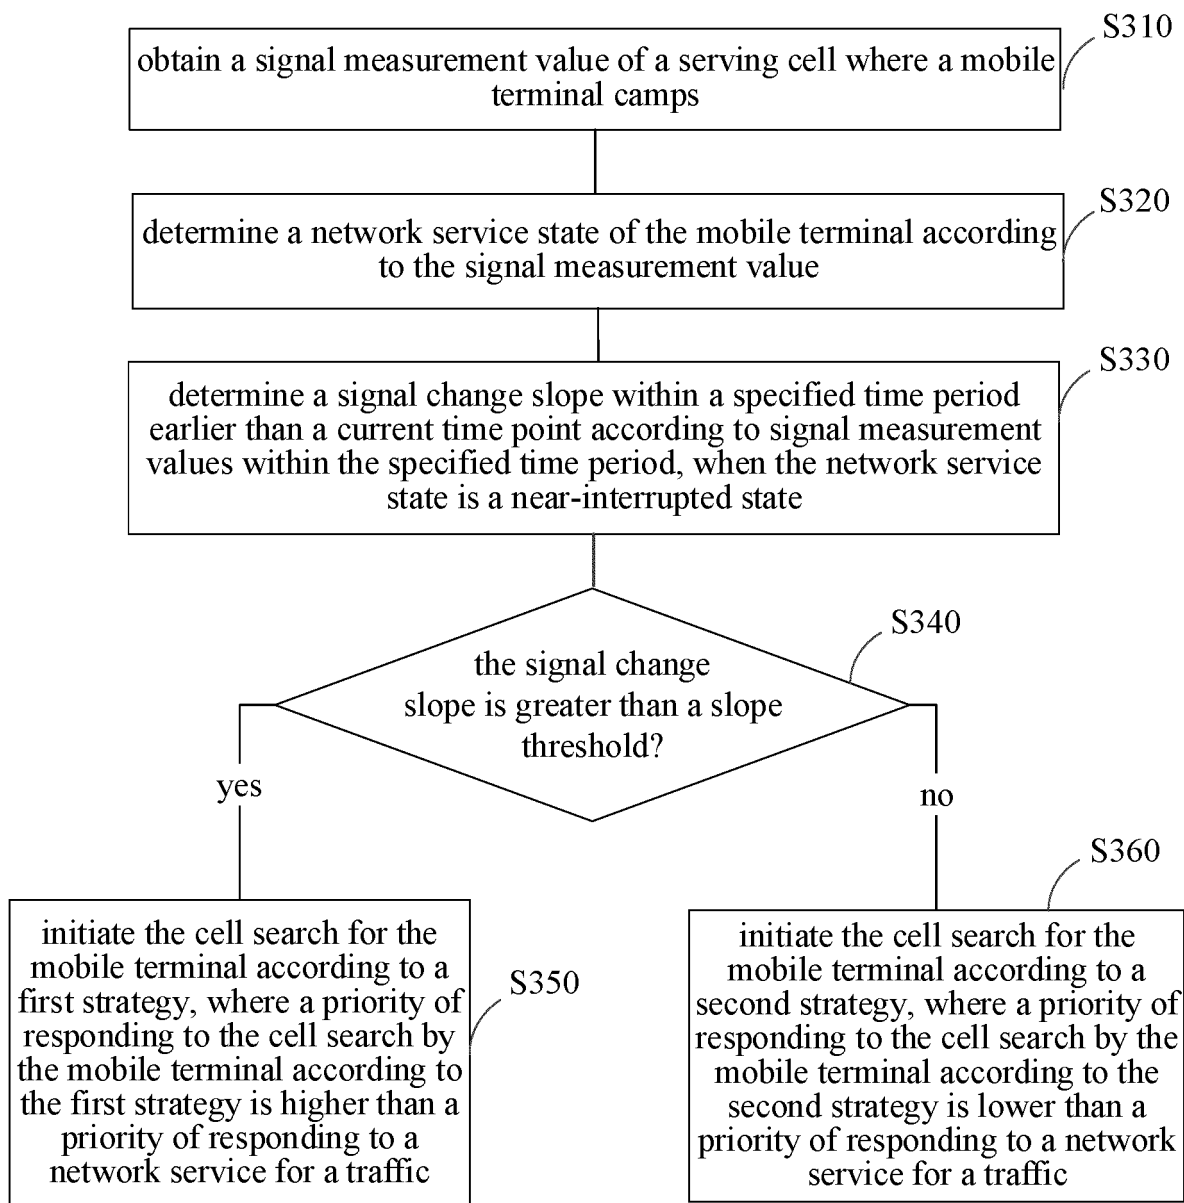 S310
obtain a signal measurement value of a serving cell where a mobile
terminal camps
S320
determine a network service state of the mobile terminal according
to the signal measurement value
S330
determine a signal change slope within a specified time period
earlier than a current time point according to signal measurement
values within the specified time period, when the network service
state is a near-interrupted state
S340
the signal change
slope is greater than a slope
threshold?
yes
no
S350
initiate the cell search for the
mobile terminal according to a
first strategy, where a priority of
responding to the cell search by
the mobile terminal according to
the first strategy is higher than a
priority of responding to a
network service for a traffic
S360
initiate the cell search for the
mobile terminal according to a
second strategy, where a priority of
responding to the cell search by the
mobile terminal according to the
second strategy is lower than a
priority of responding to a network
service for a traffic